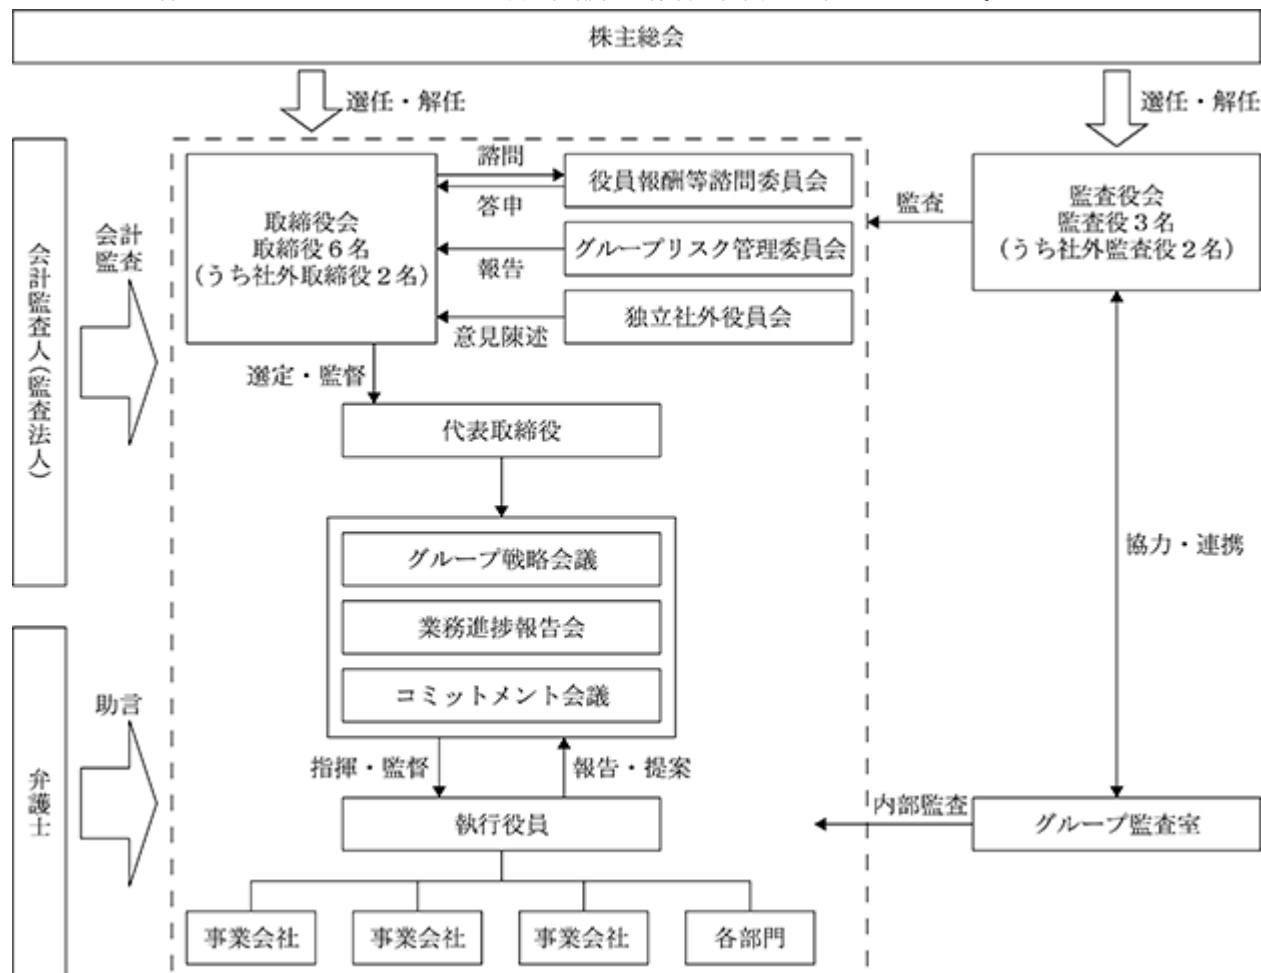 株主総会
選任・解任
選任・解任
会計監査人(監査法人)
会計
監査
取締役会
取締役6名
(うち社外取締役2名)
諮問
答申
役員報酬等諮問委員会
報告
グループリスク管理委員会
意見陳述
独立社外役員会
監査
監査役会
監査役3名
(うち社外監査役2名)
選定・監督
代表取締役
グループ戦略会議
業務進捗報告会
コミットメント会議
協力・連携
弁護士
助言
指揮・監督
報告・提案
執行役員
内部監査
グループ監査室
事業会社
事業会社
事業会社
各部門